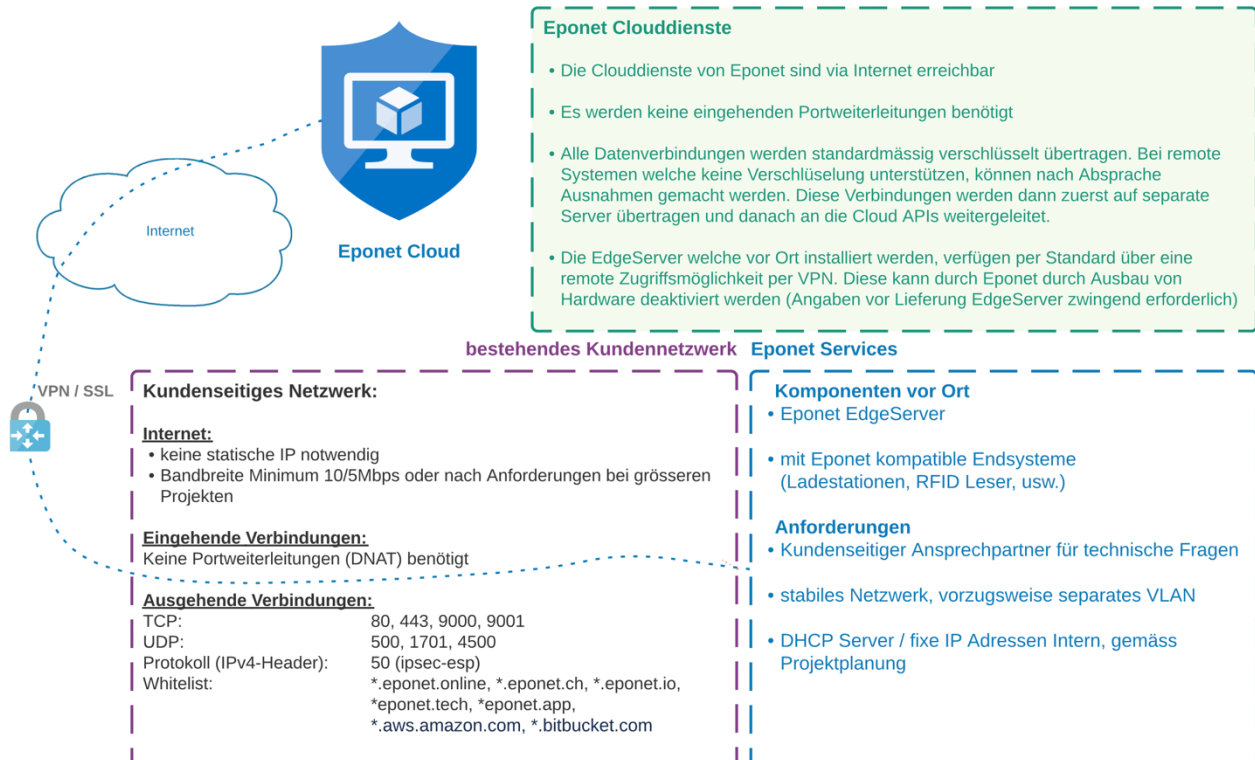 Eponet Clouddienste
• Die Clouddienste von Eponet sind via Internet erreichbar
• Es werden keine eingehenden Portweiterleitungen benötigt
• Alle Datenverbindungen werden standardmässig verschlüsselt übertragen. Bei remote
Systemen welche keine Verschlüselung unterstützen, können nach Absprache
Ausnahmen gemacht werden. Diese Verbindungen werden dann zuerst auf separate
Server übertragen und danach an die Cloud APIs weitergeleitet.
• Die EdgeServer welche vor Ort installiert werden, verfügen per Standard über eine
remote Zugriffsmöglichkeit per VPN. Diese kann durch Eponet durch Ausbau von
Hardware deaktiviert werden (Angaben vor Lieferung EdgeServer zwingend erforderlich)
Internet
Eponet Cloud
bestehendes Kundennetzwerk
Eponet Services
VPN / SSL
Kundenseitiges Netzwerk:
Internet:
• keine statische IP notwendig
• Bandbreite Minimum 10/5Mbps oder nach Anforderungen bei grösseren
Projekten
Eingehende Verbindungen:
Keine Portweiterleitungen (DNAT) benötigt
Ausgehende Verbindungen:
TCP: 80, 443, 9000, 9001
UDP: 500, 1701, 4500
Protokoll (IPv4-Header): 50 (ipsec-esp)
Whitelist: *.eponet.online, *.eponet.ch, *.eponet.io,
*eponet.tech, *eponet.app,
*.aws.amazon.com, *.bitbucket.com
Komponenten vor Ort
• Eponet EdgeServer
• mit Eponet kompatible Endsysteme
(Ladestationen, RFID Leser, usw.)
Anforderungen
• Kundenseitiger Ansprechpartner für technische Fragen
• stabiles Netzwerk, vorzugsweise separates VLAN
• DHCP Server / fixe IP Adressen Intern, gemäss
Projektplanung